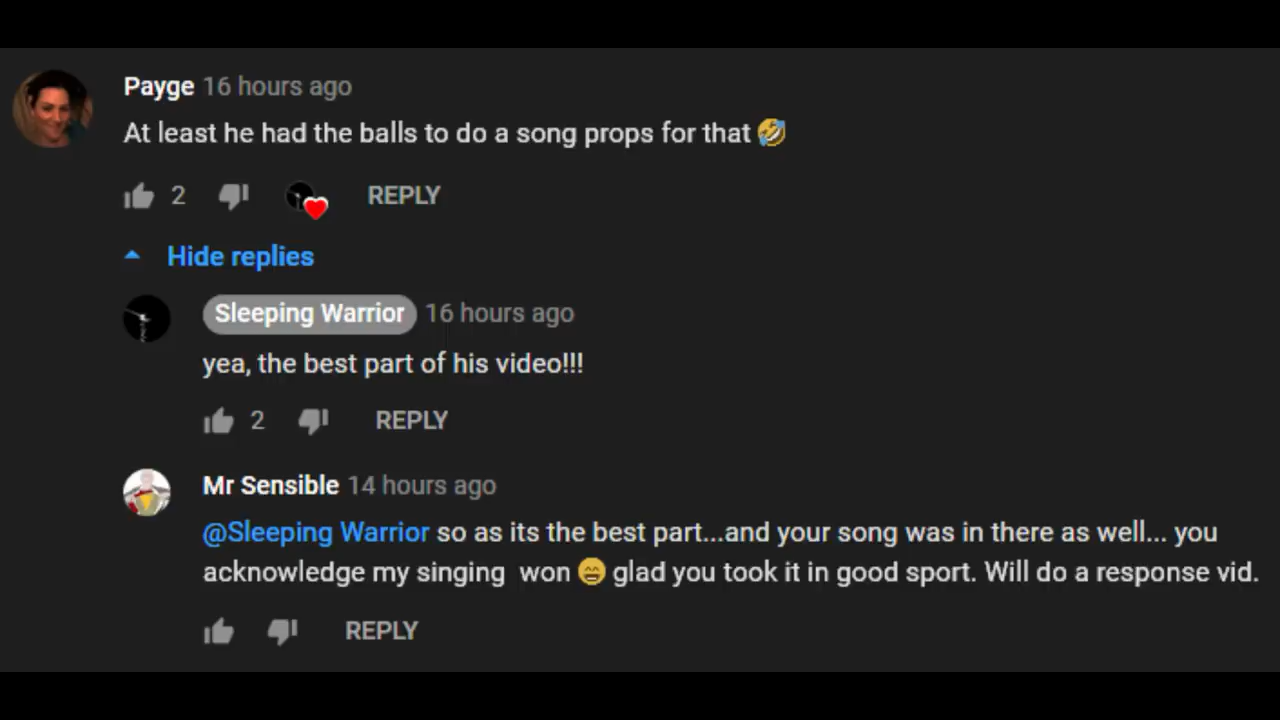 Payge 16 hours ago
At least he had the balls to do a song props for that 🤣
2 REPLY
Hide replies
Sleeping Warrior 16 hours ago
yea, the best part of his video!!!
2 REPLY
Mr Sensible 14 hours ago
@Sleeping Warrior so as its the best part...and your song was in there as well... you
acknowledge my singing  won 😄 glad you took it in good sport. Will do a response vid.
REPLY